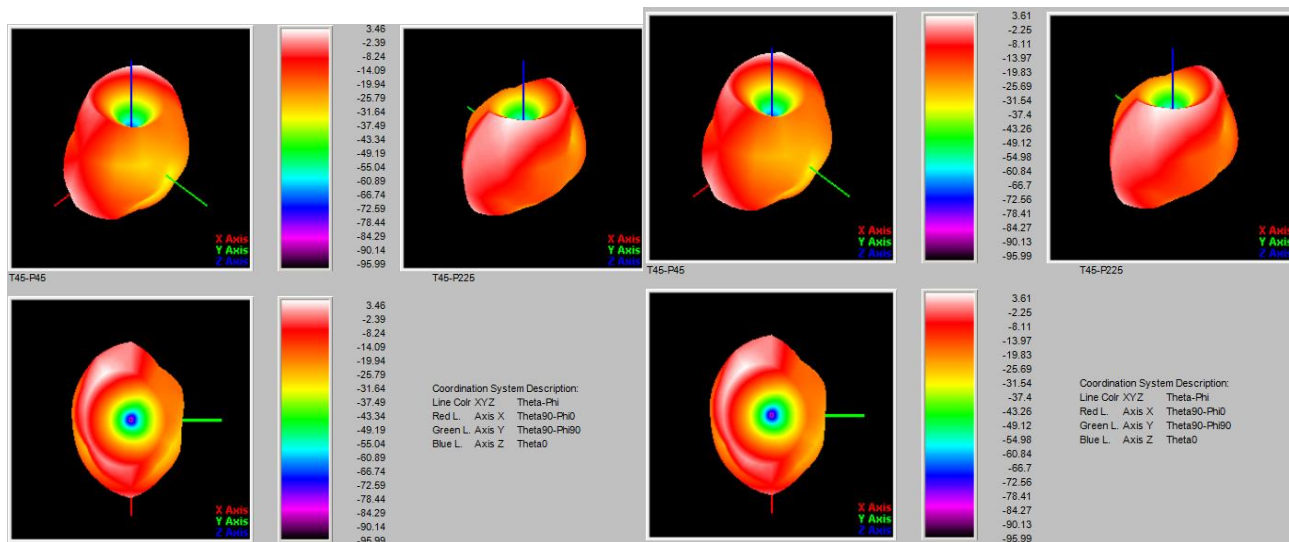 3.46
-2.39
-8.24
-14.09
-19.94
-25.79
-31.64
-37.49
-43.34
-49.19
-55.04
-60.89
-66.74
-72.59
-78.44
-84.29
-90.14
-95.99
X Axis
Y Axis
Z Axis
X Axis
Y Axis
Z Axis
T45-P45
T45-P225
3.61
-2.25
-8.11
-13.97
-19.83
-25.69
-31.54
-37.4
-43.26
-49.12
-54.98
-60.84
-66.7
-72.56
-78.41
-84.27
-90.13
-95.99
X Axis
Y Axis
Z Axis
X Axis
Y Axis
Z Axis
T45-P45
T45-P225
3.46
-2.39
-8.24
-14.09
-19.94
-25.79
-31.64
-37.49
-43.34
-49.19
-55.04
-60.89
-66.74
-72.59
-78.44
-84.29
-90.14
-95.99
X Axis
Y Axis
Z Axis
Coordination System Description:
Line Colr XYZ Theta-Phi
Red L. Axis X Theta90-Phi0
Green L. Axis Y Theta90-Phi90
Blue L. Axis Z Theta0
3.61
-2.25
-8.11
-13.97
-19.83
-25.69
-31.54
-37.4
-43.26
-49.12
-54.98
-60.84
-66.7
-72.56
-78.41
-84.27
-90.13
-95.99
X Axis
Y Axis
Z Axis
Coordination System Description:
Line Colr XYZ Theta-Phi
Red L. Axis X Theta90-Phi0
Green L. Axis Y Theta90-Phi90
Blue L. Axis Z Theta0